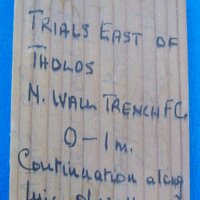 TRIALS EAST OF
THOLOS
N. WALL TRENCH FC
0-1m.
Continuation along